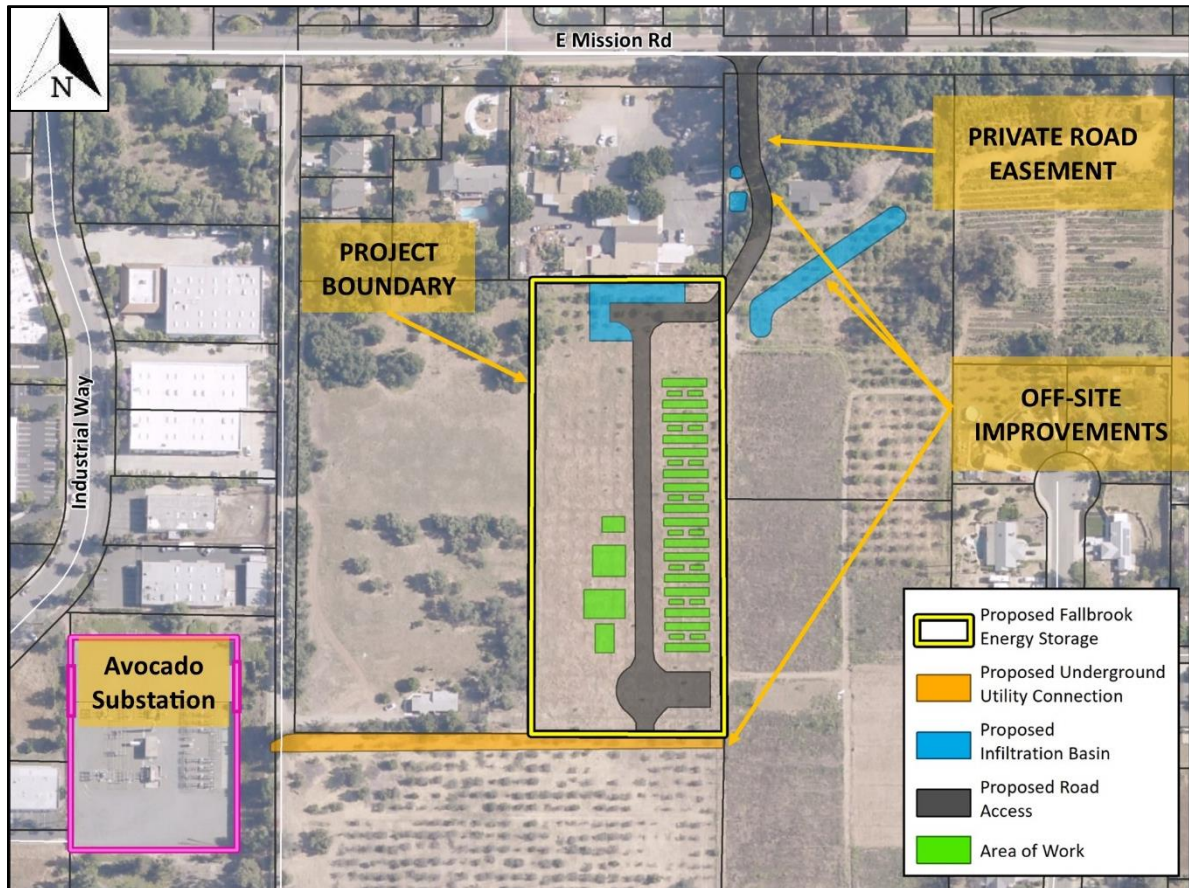 N
E Mission Rd
PRIVATE ROAD
EASEMENT
PROJECT
BOUNDARY
OFF-SITE
IMPROVEMENTS
Industrial Way
Avocado
Substation
Proposed Fallbrook
Energy Storage
Proposed Underground
Utility Connection
Proposed
Infiltration Basin
Proposed Road
Access
Area of Work